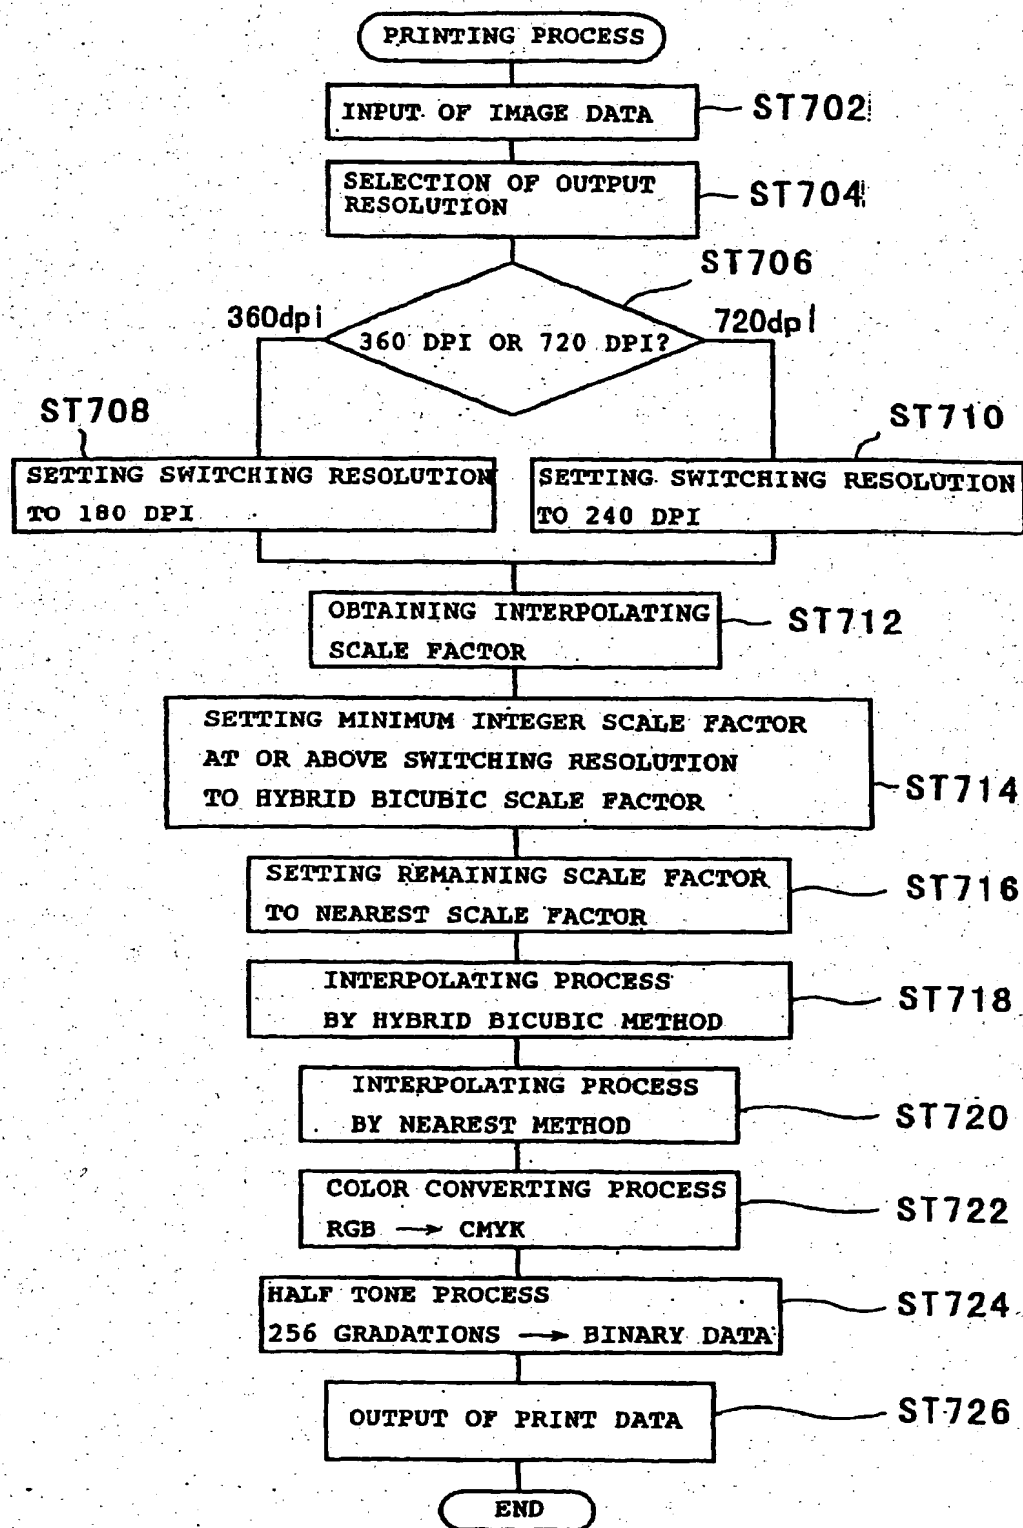 PRINTING PROCESS
INPUT OF IMAGE DATA
ST702
SELECTION OF OUTPUT
RESOLUTION
ST704
ST706
360dpi
360 DPI OR 720 DPI?
720dpi
ST708
ST710
SETTING SWITCHING RESOLUTION
TO 180 DPI
SETTING SWITCHING RESOLUTION
TO 240 DPI
OBTAINING INTERPOLATING
SCALE FACTOR
ST712
SETTING MINIMUM INTEGER SCALE FACTOR
AT OR ABOVE SWITCHING RESOLUTION
TO HYBRID BICUBIC SCALE FACTOR
ST714
SETTING REMAINING SCALE FACTOR
TO NEAREST SCALE FACTOR
ST716
INTERPOLATING PROCESS
BY HYBRID BICUBIC METHOD
ST718
INTERPOLATING PROCESS
BY NEAREST METHOD
ST720
COLOR CONVERTING PROCESS
RGB → CMYK
ST722
HALF TONE PROCESS
256 GRADATIONS → BINARY DATA
ST724
OUTPUT OF PRINT DATA
ST726
END